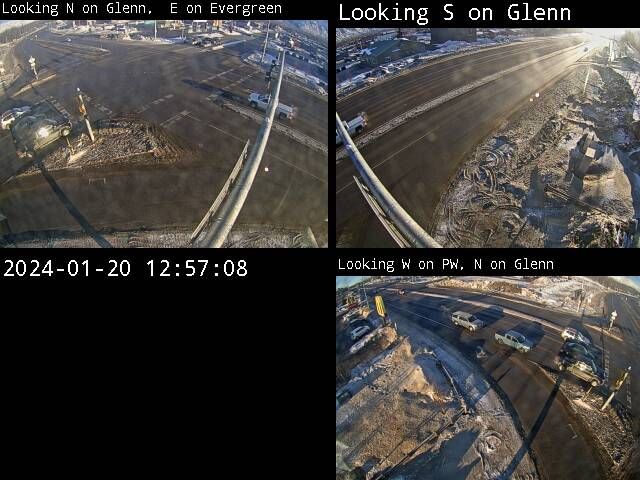 Looking N on Glenn,  E on Evergreen
Looking S on Glenn
2024-01-20 12:57:08
Looking W on PW, N on Glenn